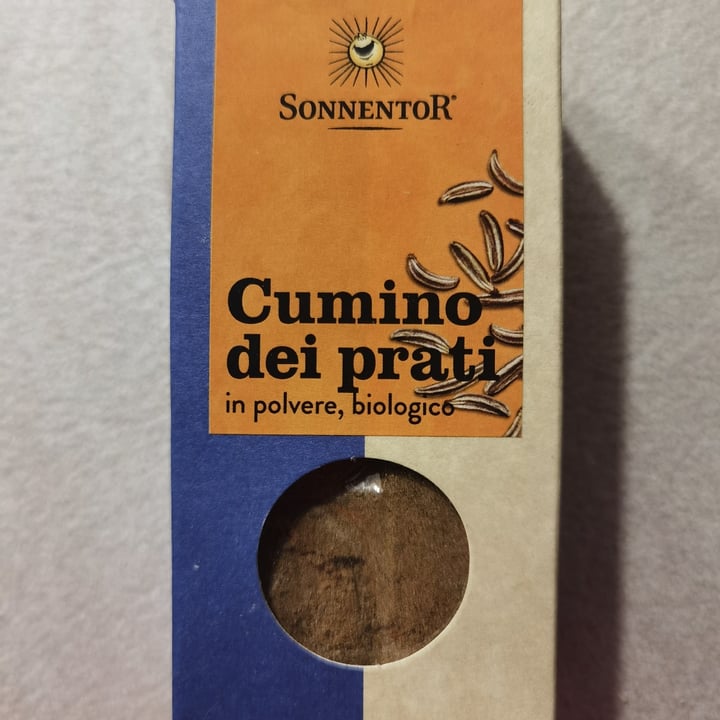 SONNENTOR®
Cumino
dei prati
in polvere, biologico